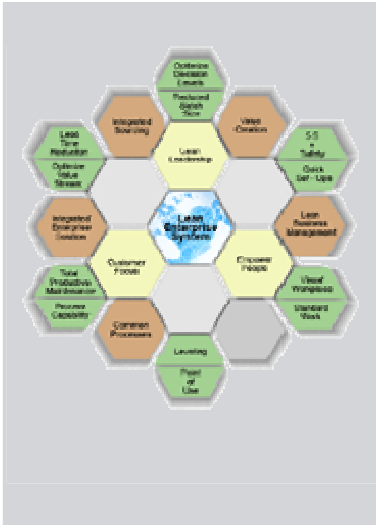 Optimize
Decision
Levels
Reduced
Batch
Size
Integrated
Sourcing
Value
Creation
Lead
Time
Reduction
Optimize
Value
Stream
Lean
Leadership
5-S
+
Safety
Quick
Set - Ups
Integrated
Enterprise
Solution
Lean
Enterprise
System
Lean
Business
Management
Customer
Focus
Empower
People
Total
Productive
Maintenance
Process
Capability
Visual
Workplace
Standard
Work
Common
Processes
Leveling
Point
of
Use